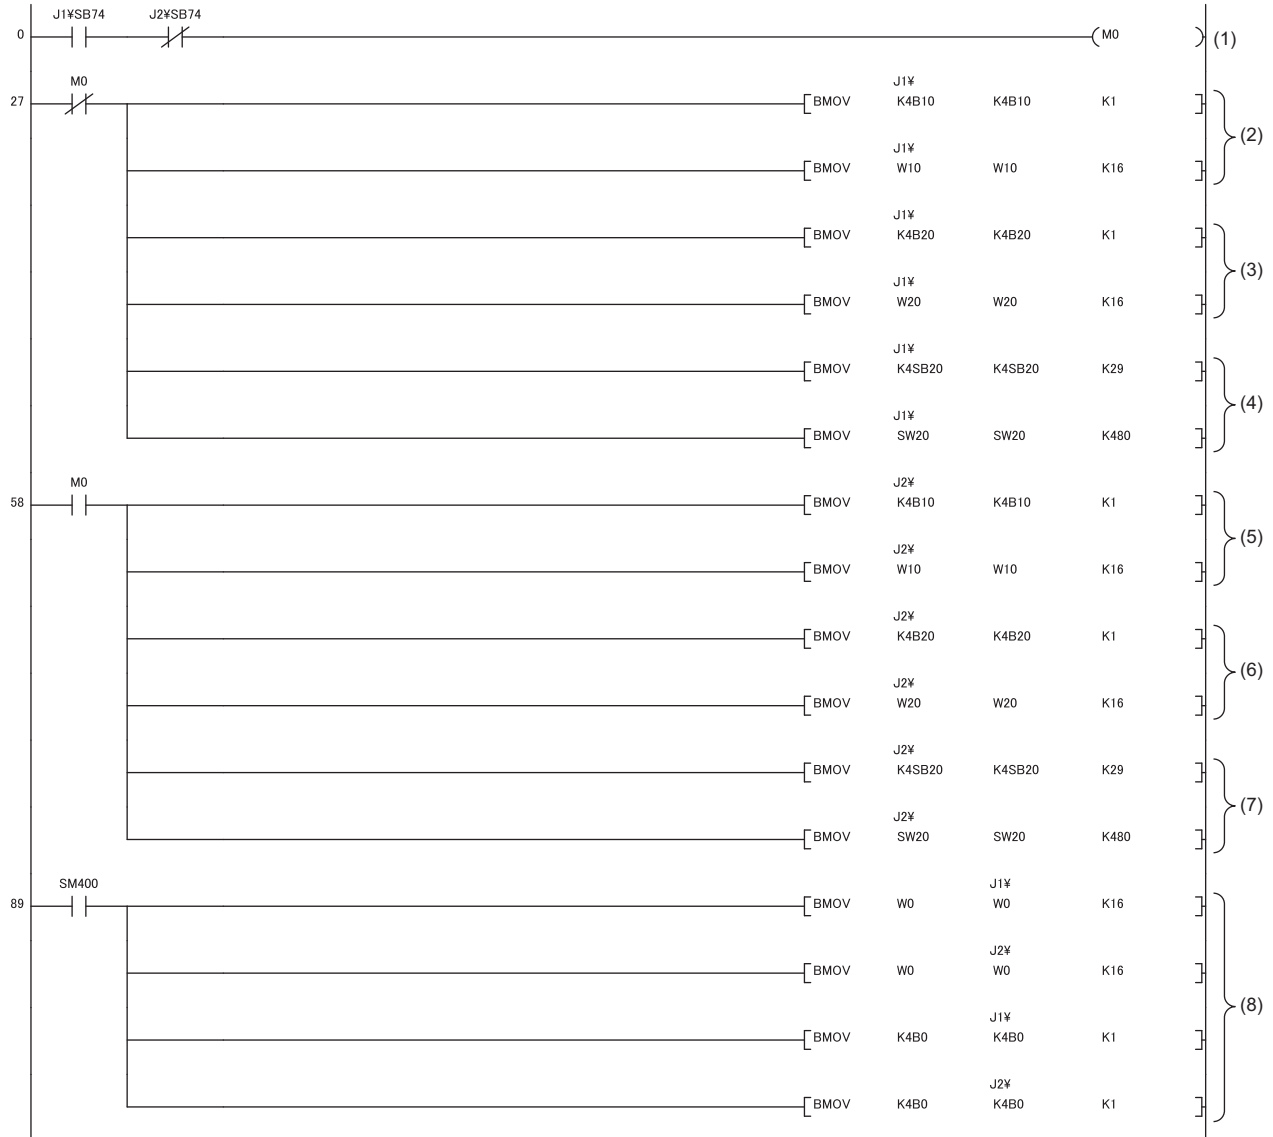 J1¥SB74 J2¥SB74
0 M0 (1)
M0 J1¥
27 BMOV K4B10 K4B10 K1
(2)
J1¥
BMOV W10 W10 K16
J1¥
BMOV K4B20 K4B20 K1
(3)
J1¥
BMOV W20 W20 K16
J1¥
BMOV K4SB20 K4SB20 K29
(4)
J1¥
BMOV SW20 SW20 K480
M0 J2¥
58 BMOV K4B10 K4B10 K1
(5)
J2¥
BMOV W10 W10 K16
J2¥
BMOV K4B20 K4B20 K1
(6)
J2¥
BMOV W20 W20 K16
J2¥
BMOV K4SB20 K4SB20 K29
(7)
J2¥
BMOV SW20 SW20 K480
SM400 J1¥
89 BMOV W0 W0 K16
J2¥
BMOV W0 W0 K16
(8)
J1¥
BMOV K4B0 K4B0 K1
J2¥
BMOV K4B0 K4B0 K1